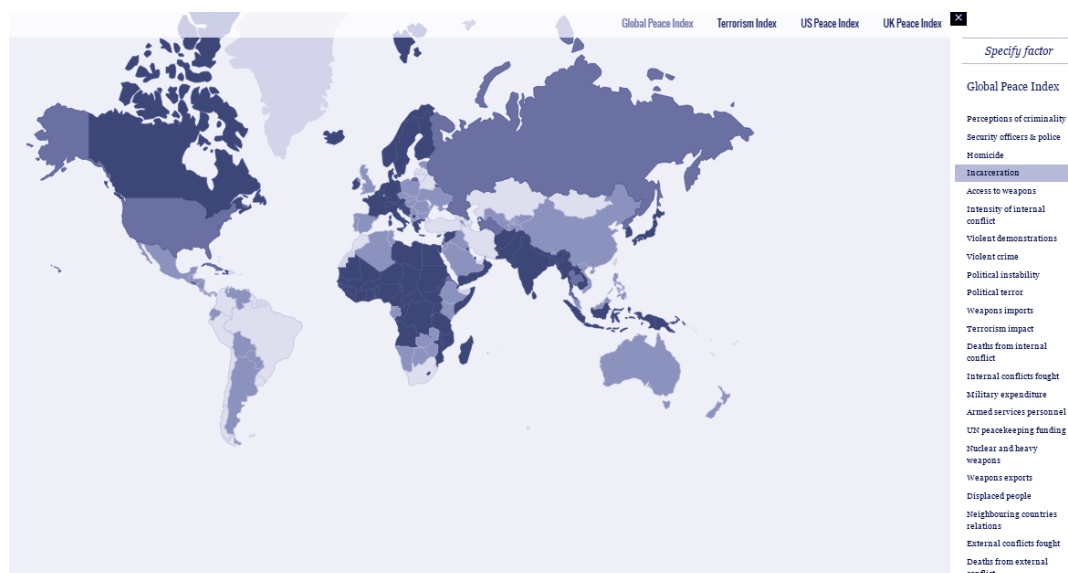 Global Peace Index Terrorism Index US Peace Index UK Peace Index
Specify factor
Global Peace Index
Perceptions of criminality
Security officers & police
Homicide
Incarceration
Access to weapons
Intensity of internal
conflict
Violent demonstrations
Violent crime
Political instability
Political terror
Weapons imports
Terrorism impact
Deaths from internal
conflict
Internal conflicts fought
Military expenditure
Armed services personnel
UN peacekeeping funding
Nuclear and heavy
weapons
Weapons exports
Displaced people
Neighbouring countries
relations
External conflicts fought
Deaths from external
conflict